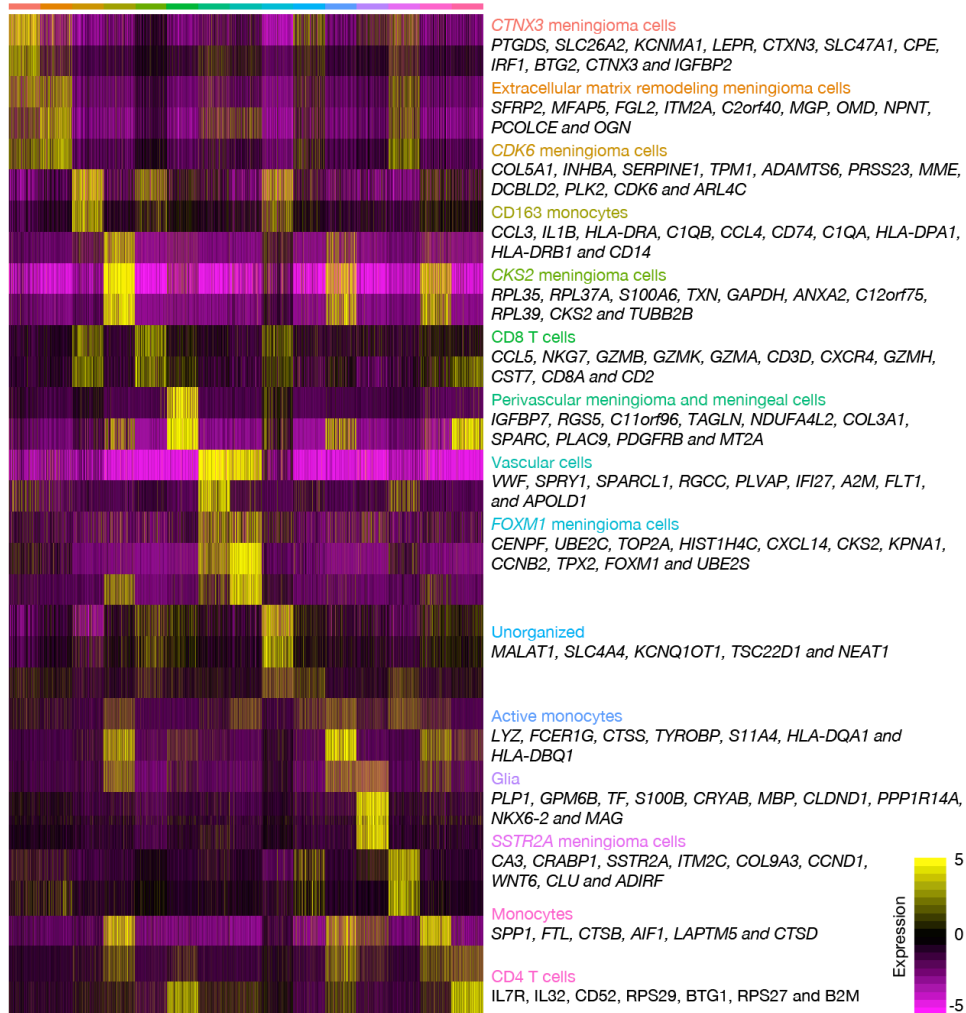 CTNX3 meningioma cells
PTGDS, SLC26A2, KCNMA1, LEPR, CTXN3, SLC47A1, CPE,
IRF1, BTG2, CTNX3 and IGFBP2
Extracellular matrix remodeling meningioma cells
SFRP2, MFAP5, FGL2, ITM2A, C2orf40, MGP, OMD, NPNT,
PCOLCE and OGN
CDK6 meningioma cells
COL5A1, INHBA, SERPINE1, TPM1, ADAMTS6, PRSS23, MME,
DCBLD2, PLK2, CDK6 and ARL4C
CD163 monocytes
CCL3, IL1B, HLA-DRA, C1QB, CCL4, CD74, C1QA, HLA-DPA1,
HLA-DRB1 and CD14
CKS2 meningioma cells
RPL35, RPL37A, S100A6, TXN, GAPDH, ANXA2, C12orf75,
RPL39, CKS2 and TUBB2B
CD8 T cells
CCL5, NKG7, GZMB, GZMK, GZMA, CD3D, CXCR4, GZMH,
CST7, CD8A and CD2
Perivascular meningioma and meningeal cells
IGFBP7, RGS5, C11orf96, TAGLN, NDUFA4L2, COL3A1,
SPARC, PLAC9, PDGFRB and MT2A
Vascular cells
VWF, SPRY1, SPARCL1, RGCC, PLVAP, IFI27, A2M, FLT1,
and APOLD1
FOXM1 meningioma cells
CENPF, UBE2C, TOP2A, HIST1H4C, CXCL14, CKS2, KPNA1,
CCNB2, TPX2, FOXM1 and UBE2S
Unorganized
MALAT1, SLC4A4, KCNQ1OT1, TSC22D1 and NEAT1
Active monocytes
LYZ, FCER1G, CTSS, TYROBP, S11A4, HLA-DQA1 and
HLA-DBQ1
Glia
PLP1, GPM6B, TF, S100B, CRYAB, MBP, CLDND1, PPP1R14A,
NKX6-2 and MAG
SSTR2A meningioma cells
CA3, CRABP1, SSTR2A, ITM2C, COL9A3, CCND1,
WNT6, CLU and ADIRF
Monocytes
SPP1, FTL, CTSB, AIF1, LAPTM5 and CTSD
CD4 T cells
IL7R, IL32, CD52, RPS29, BTG1, RPS27 and B2M
Expression
5
0
-5